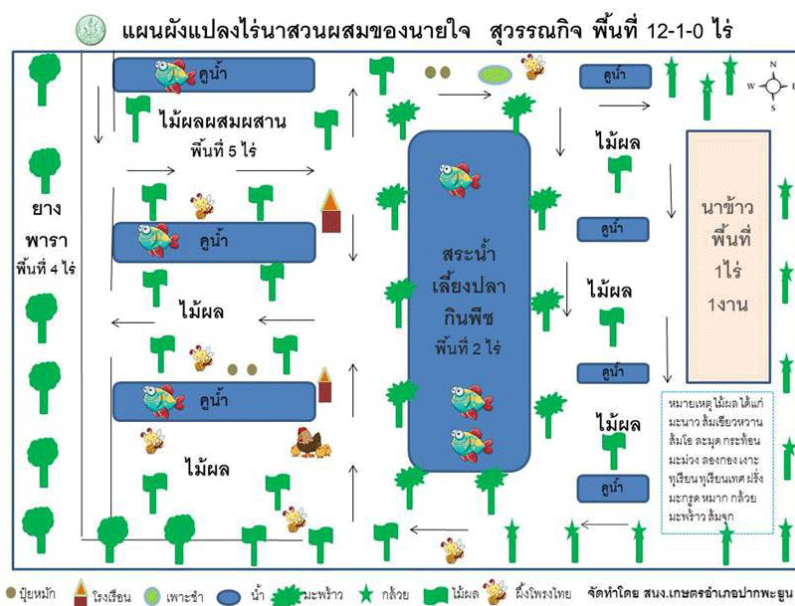 แผนผังแปลงไร่นาสวนผสมของนายใจ สุวรรณกิจ พื้นที่ 12-1-0 ไร่
คูน้ำ
ไม้ผลผสมผสาน
พื้นที่ 5 ไร่
คูน้ำ
N
W
E
S
ไม้ผล
ยาง
พารา
พื้นที่ 4 ไร่
คูน้ำ
คูน้ำ
สระน้ำ
เลี้ยงปลา
กินพืช
พื้นที่ 2 ไร่
นาข้าว
พื้นที่
1ไร่
1งาน
ไม้ผล
ไม้ผล
คูน้ำ
คูน้ำ
ไม้ผล
ไม้ผล
คูน้ำ
หมายเหตุ ไม้ผล ได้แก่
มะนาว ส้มเขียวหวาน
ส้มโอ ละมุด กระท้อน
มะม่วง ลองกอง เงาะ
ทุเรียน ทุเรียนเทศ ฝรั่ง
มะกรูด หมาก กล้วย
มะพร้าว ส้มจุก
ปุ๋ยหมัก โรงเรือน เพาะชำ น้ำ มะพร้าว กล้วย ไม้ผล ผึ้งโพรงไทย จัดทำโดย สนง.เกษตรอำเภอปากพะยูน